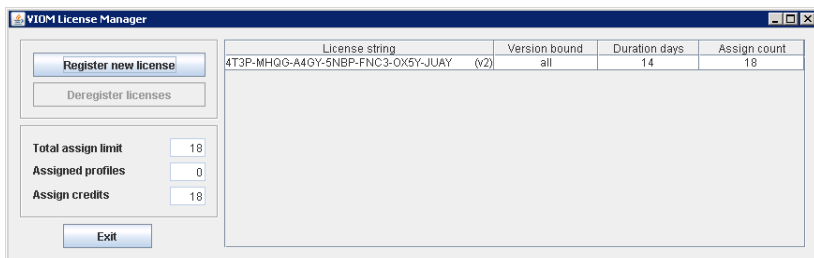 VIOM License Manager
Register new license
Deregister licenses
Total assign limit 18
Assigned profiles 0
Assign credits 18
Exit
License string Version bound Duration days Assign count
4T3P-MHQG-A4GY-5NBP-FNC3-OX5Y-JUAY (v2) all 14 18